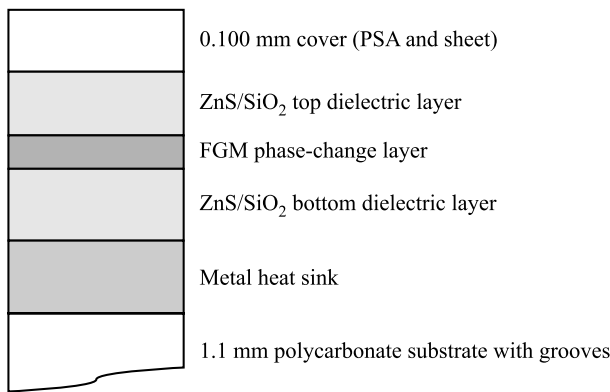 0.100 mm cover (PSA and sheet)
ZnS/SiO₂ top dielectric layer
FGM phase-change layer
ZnS/SiO₂ bottom dielectric layer
Metal heat sink
1.1 mm polycarbonate substrate with grooves